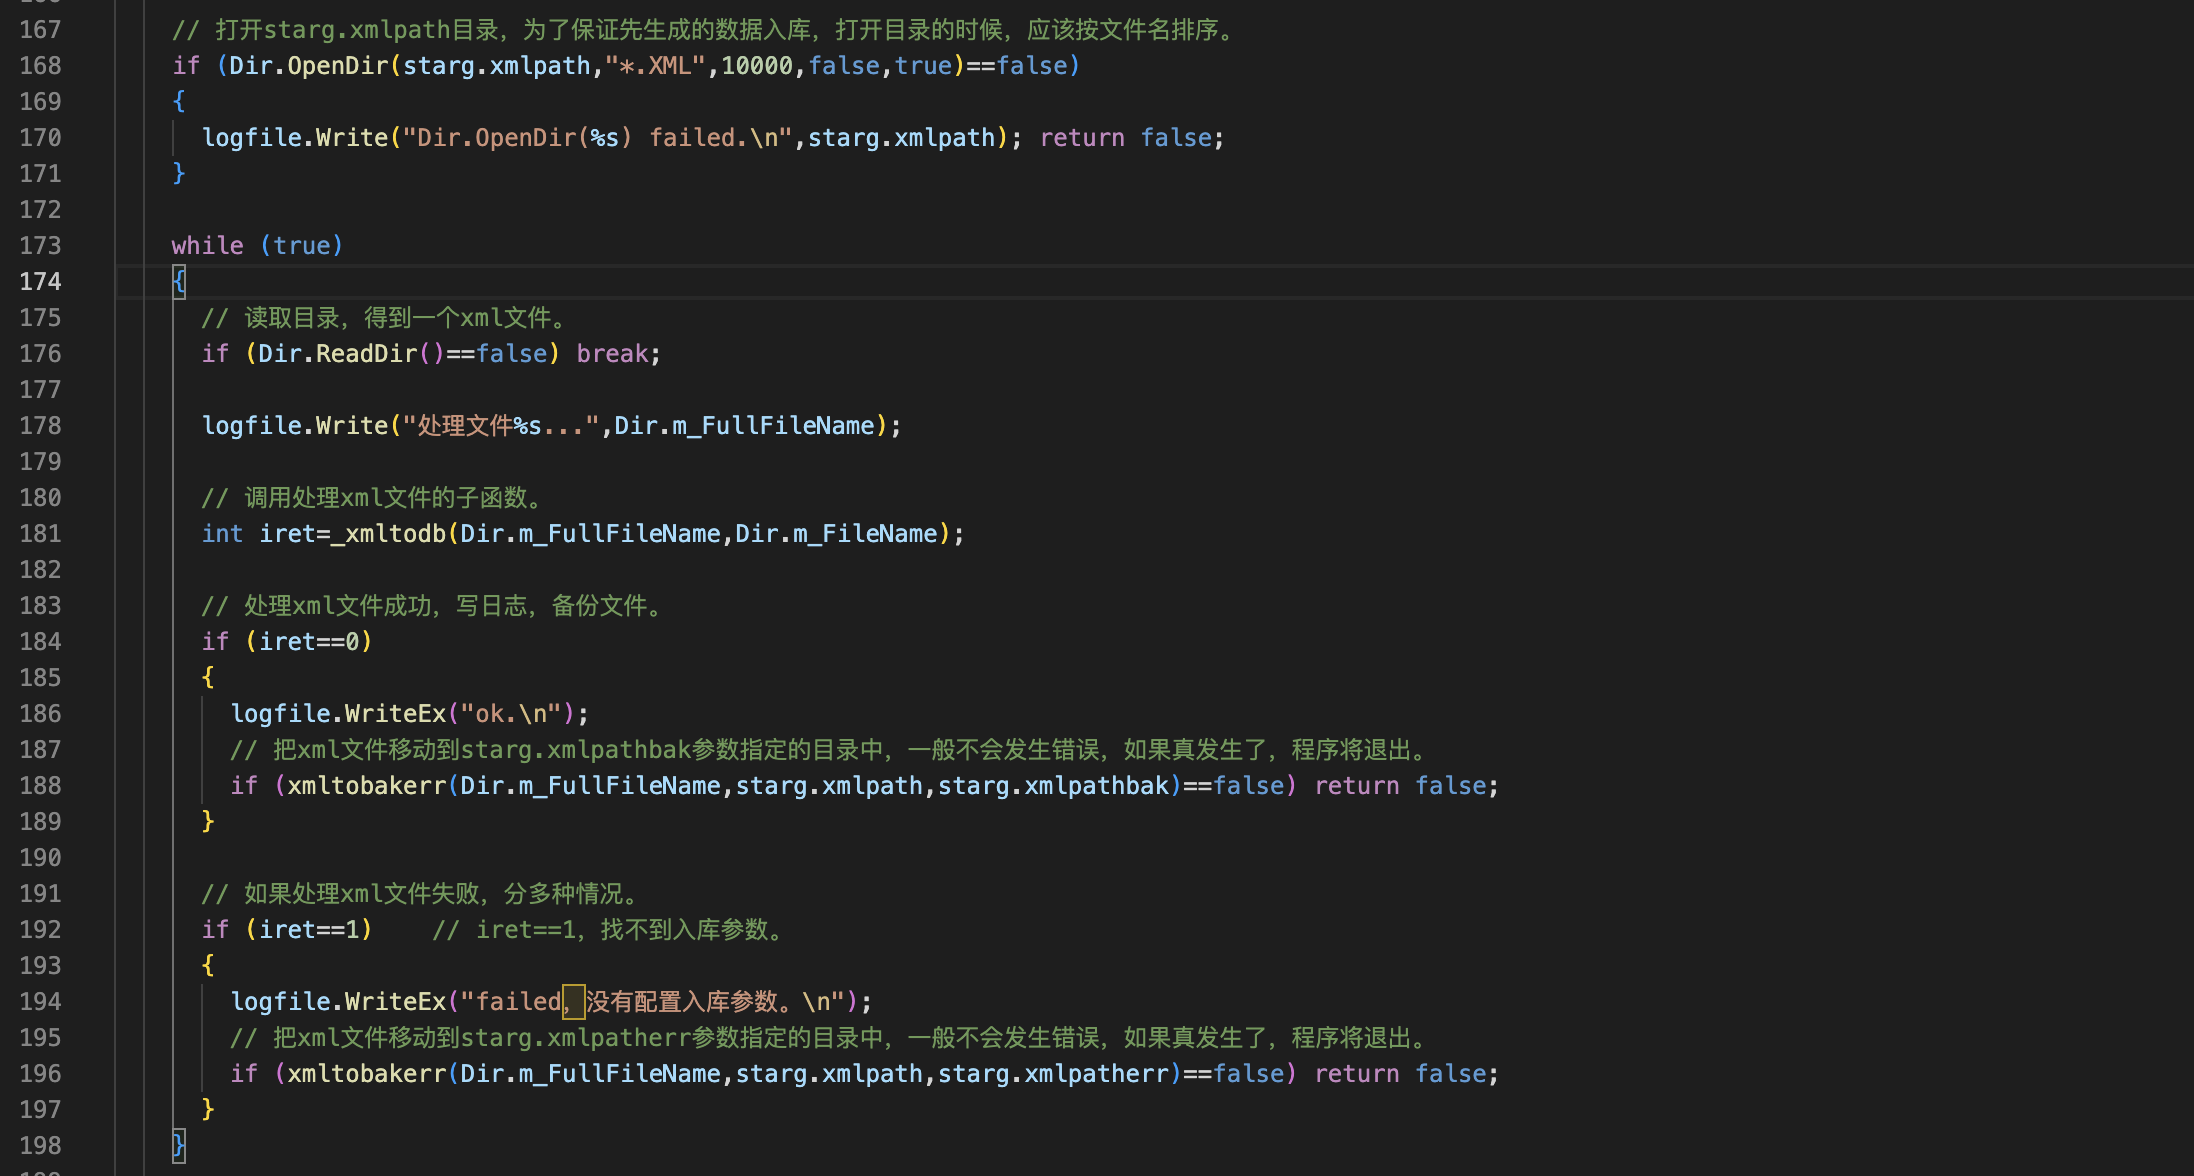 167 // 打开starg.xmlpath目录，为了保证先生成的数据入库，打开目录的时候，应该按文件名排序。
168 if (Dir.OpenDir(starg.xmlpath,"*.XML",10000,false,true)==false)
169 {
170 logfile.Write("Dir.OpenDir(%s) failed.\n",starg.xmlpath); return false;
171 }
172
173 while (true)
174 {
175 // 读取目录，得到一个xml文件。
176 if (Dir.ReadDir()==false) break;
177
178 logfile.Write("处理文件%s...",Dir.m_FullFileName);
179
180 // 调用处理xml文件的子函数。
181 int iret=_xmltodb(Dir.m_FullFileName,Dir.m_FileName);
182
183 // 处理xml文件成功，写日志，备份文件。
184 if (iret==0)
185 {
186 logfile.WriteEx("ok.\n");
187 // 把xml文件移动到starg.xmlpathbak参数指定的目录中，一般不会发生错误，如果真发生了，程序将退出。
188 if (xmltobakerr(Dir.m_FullFileName,starg.xmlpath,starg.xmlpathbak)==false) return false;
189 }
190
191 // 如果处理xml文件失败，分多种情况。
192 if (iret==1) // iret==1，找不到入库参数。
193 {
194 logfile.WriteEx("failed，没有配置入库参数。\n");
195 // 把xml文件移动到starg.xmlpatherr参数指定的目录中，一般不会发生错误，如果真发生了，程序将退出。
196 if (xmltobakerr(Dir.m_FullFileName,starg.xmlpath,starg.xmlpatherr)==false) return false;
197 }
198 }